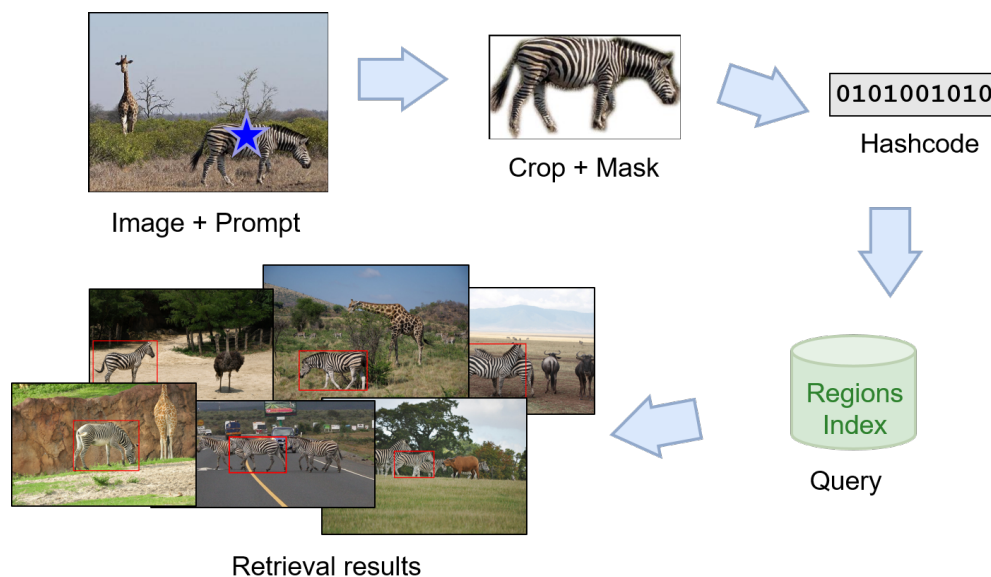 0101001010
Hashcode
Crop + Mask
Image + Prompt
Regions
Index
Query
Retrieval results